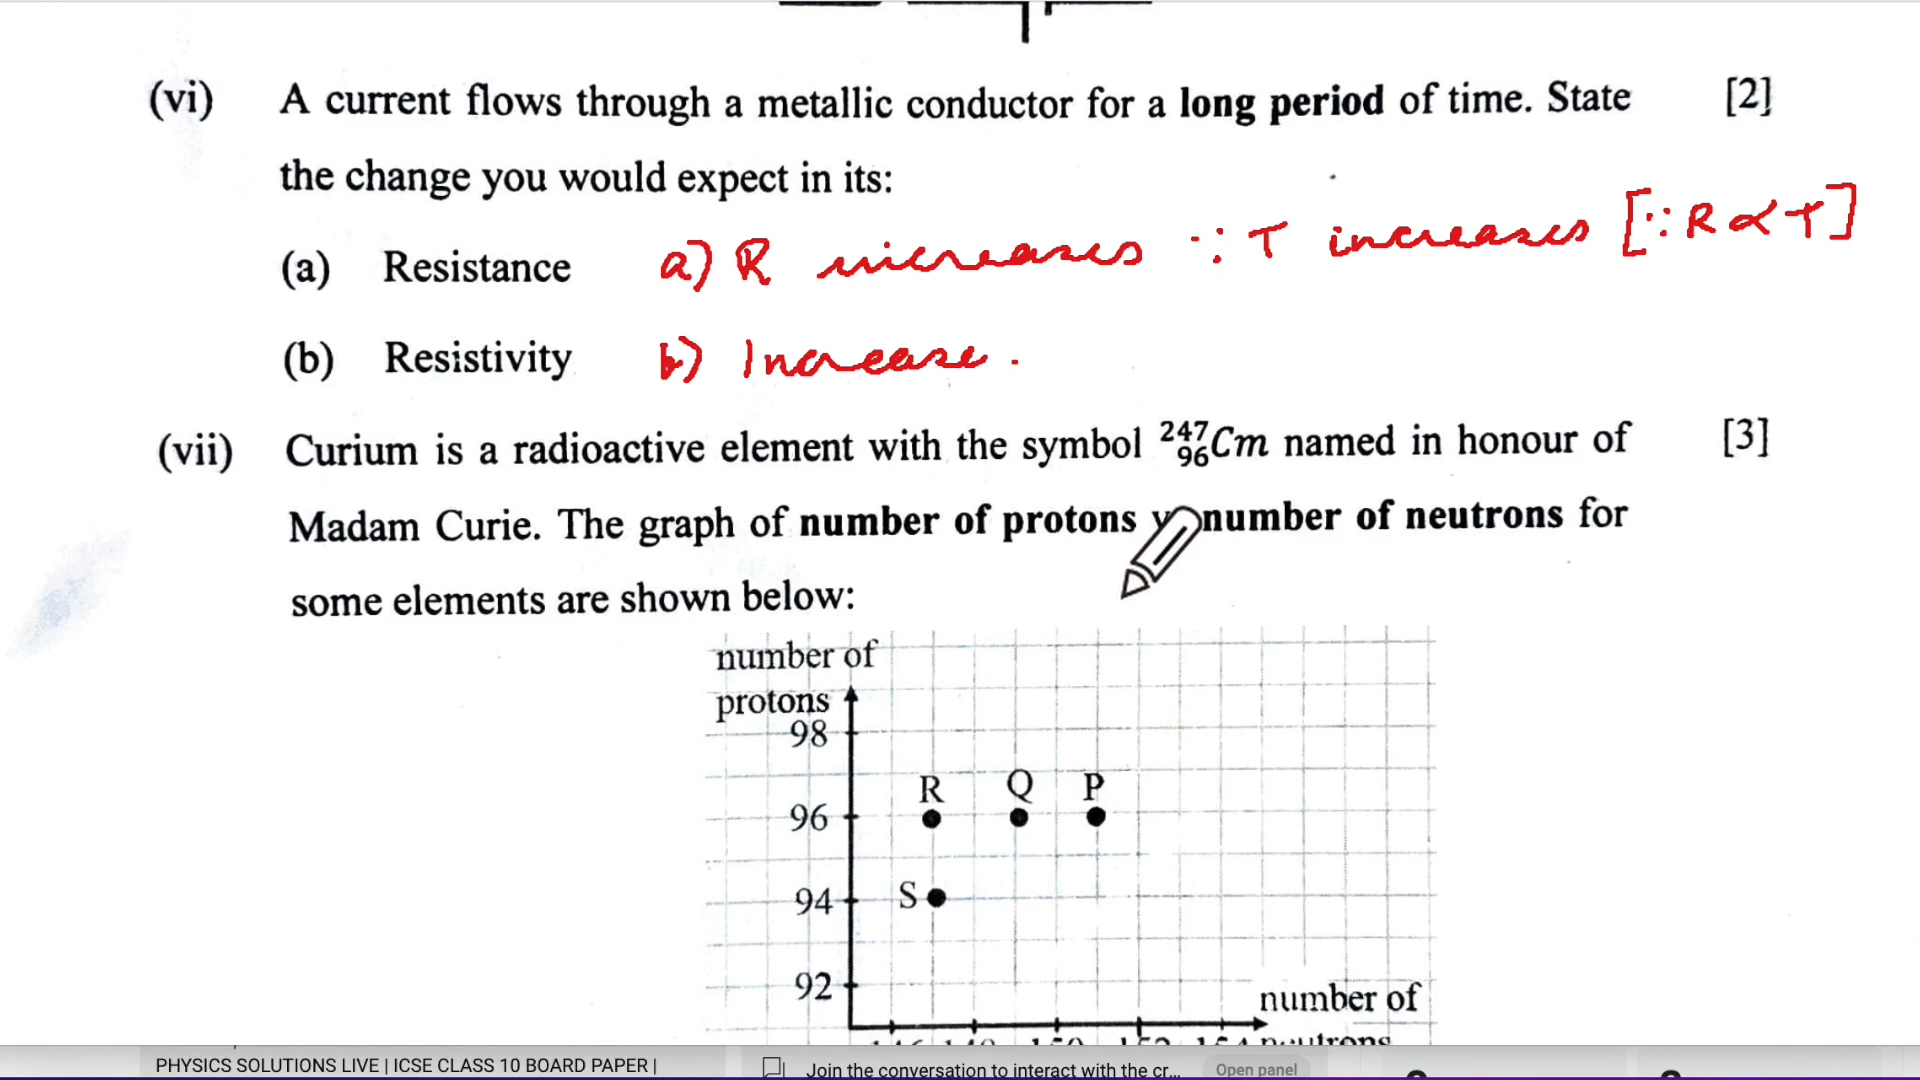 (vi) A current flows through a metallic conductor for a long period of time. State [2]
the change you would expect in its:
(a) Resistance a) R increases ∵ T increases [∵ R ∝ T]
(b) Resistivity b) Increase.
(vii) Curium is a radioactive element with the symbol ²⁴⁷₉₆Cm named in honour of [3]
Madam Curie. The graph of number of protons number of neutrons for
some elements are shown below:
number of
protons
98
R Q P
96
94 S
92
number of
neutrons
PHYSICS SOLUTIONS LIVE | ICSE CLASS 10 BOARD PAPER |
Join the conversation to interact with the cr...
Open panel